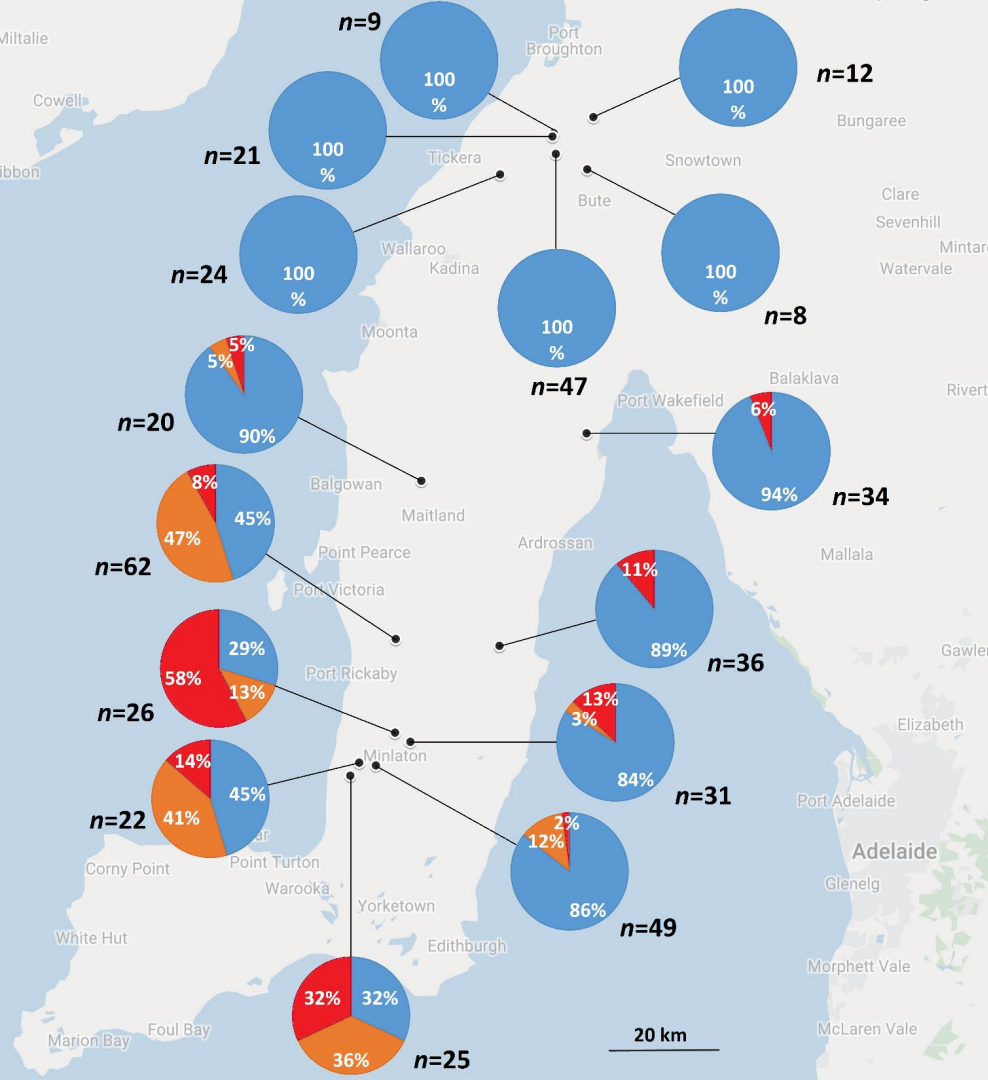 n=9
Port
Broughton
Miltalie
100
%
100
%
n=12
Cowell
Bungaree
n=21
100
%
Tickera
Snowtown
ibbon
Bute
Clare
Sevenhill
n=24
100
%
Wallaroo
Kadina
100
%
Mintar
Watervale
n=8
Moonta
100
%
n=47
5%
5%
90%
n=20
Port Wakefield
Balaklava
Rivert
6%
94%
n=34
Balgowan
Maitland
8%
45%
47%
n=62
Ardrossan
Point Pearce
Port Victoria
Mallala
11%
89%
n=36
29%
58%
13%
n=26
Port Rickaby
Gawler
13%
3%
84%
n=31
Elizabeth
Minlaton
14%
45%
41%
n=22
ar
Port Adelaide
Adelaide
2%
12%
86%
n=49
Corny Point
Point Turton
Warooka
Glenelg
Yorketown
White Hut
Edithburgh
Morphett Vale
32%
32%
36%
n=25
Foul Bay
Marion Bay
20 km
McLaren Vale